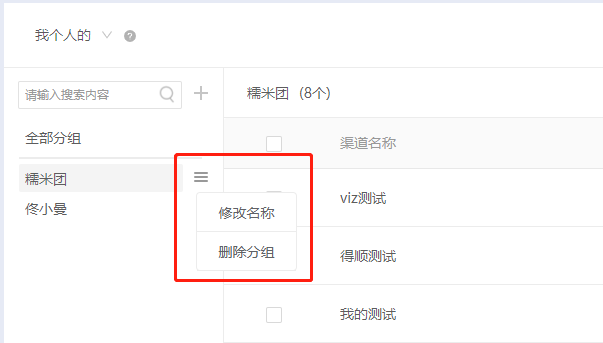 我个人的
请输入搜索内容
糯米团 (8个)
全部分组
渠道名称
糯米团
viz测试
修改名称
佟小曼
删除分组
得顺测试
我的测试